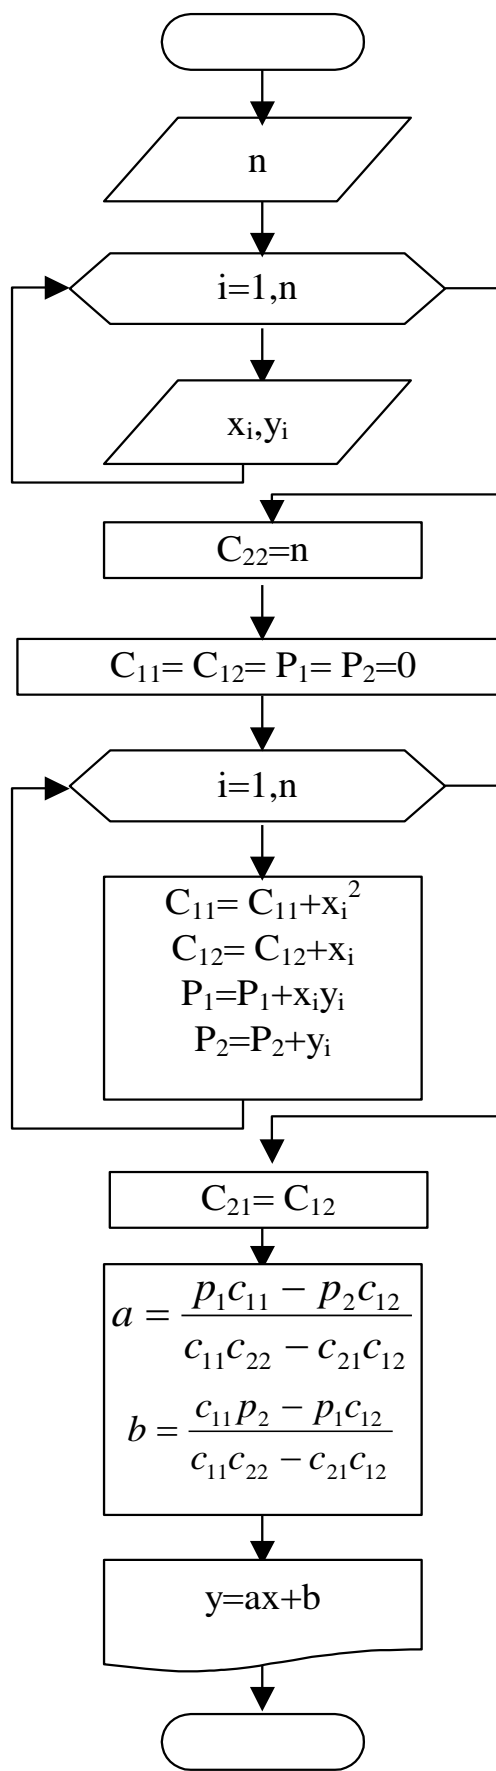 n
i=1,n
xᵢ,yᵢ
C₂₂=n
C₁₁= C₁₂= P₁= P₂=0
i=1,n
C₁₁= C₁₁+xᵢ²
C₁₂= C₁₂+xᵢ
P₁=P₁+xᵢyᵢ
P₂=P₂+yᵢ
C₂₁= C₁₂
a = (p₁c₁₁ − p₂c₁₂)/(c₁₁c₂₂ − c₂₁c₁₂)
b = (c₁₁p₂ − p₁c₁₂)/(c₁₁c₂₂ − c₂₁c₁₂)
y=ax+b